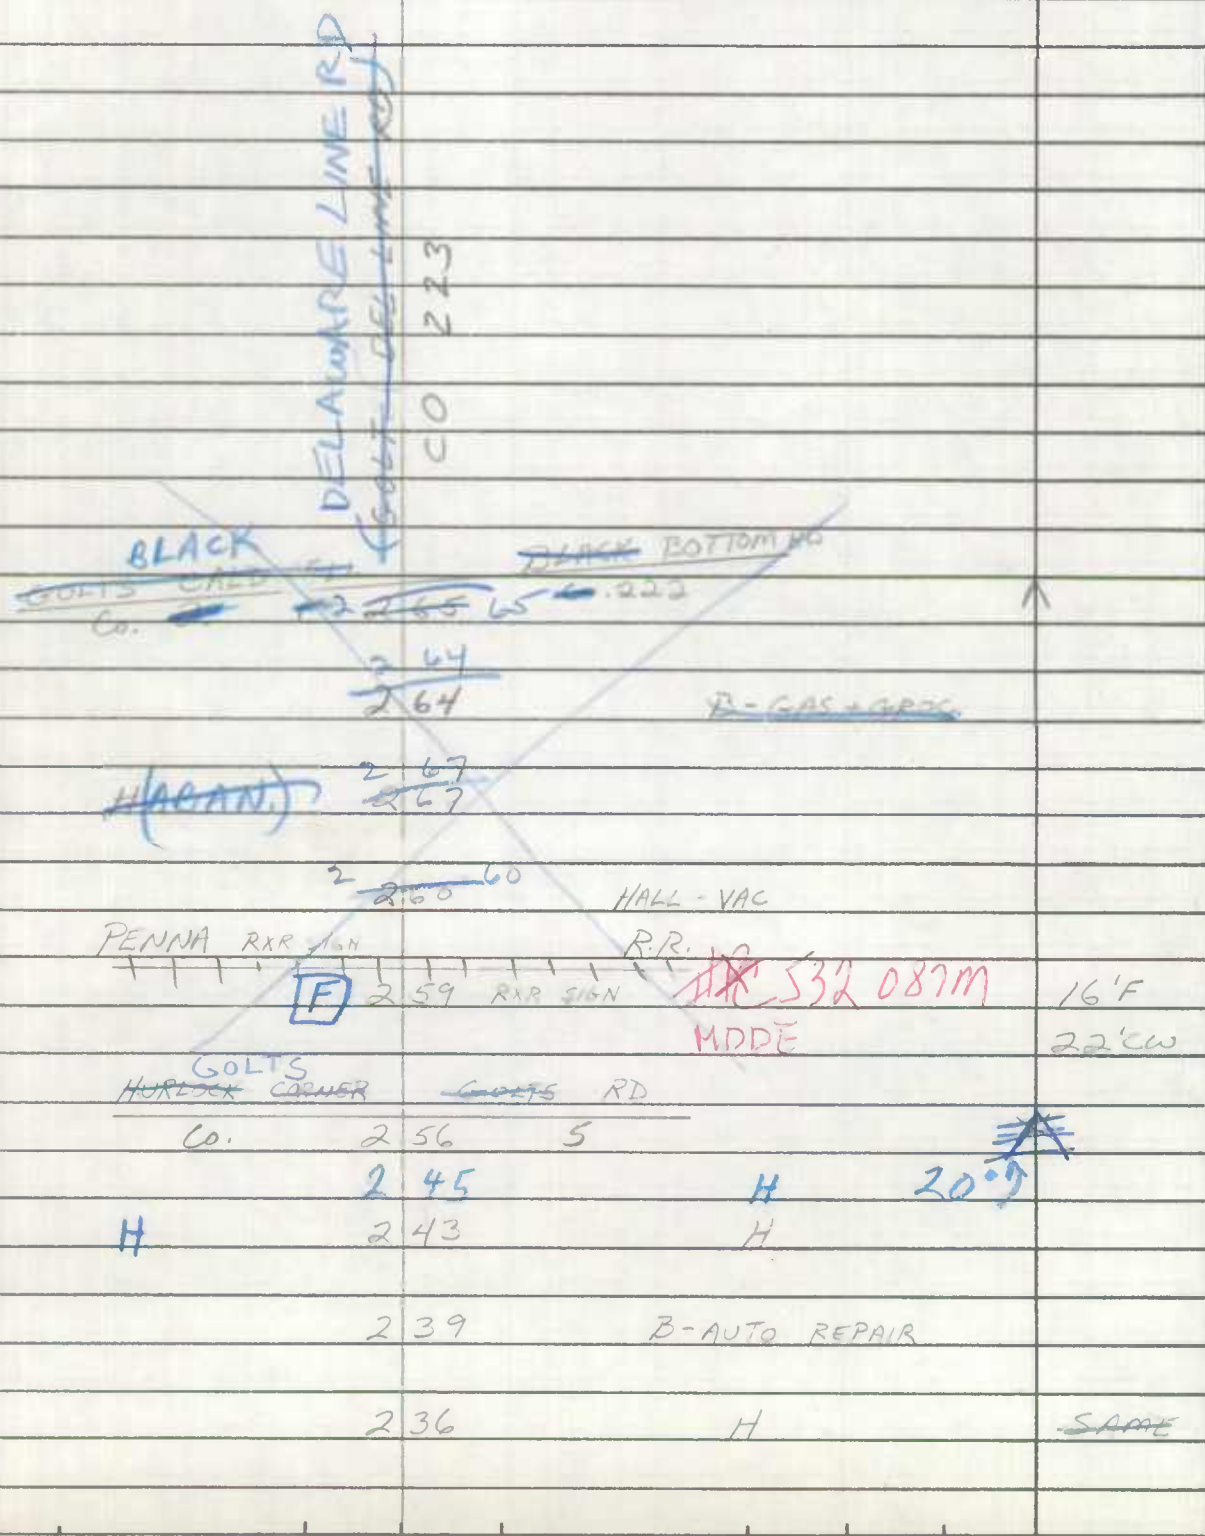 DELAWARE LINE RD
(GOLT - DEL LINE RD)
CO 223
BLACK BLACK BOTTOM RD
GOLTS CALD
Co. 2 2 65 65 .222
2 64
2 64 B-GAS + GROC.
2 67
H(ABAN.) 2 67
2 260 60
HALL - VAC
PENNA RXR SIGN R.R.
F 2 59 RXR SIGN 532 087M 16'F
MDDE 22'CW
GOLTS
HURLOCK CORNER GOLTS RD
Co. 2 56 5
2 45 H 20
H 2 43 H
2 39 B-AUTO REPAIR
2 36 H SAME